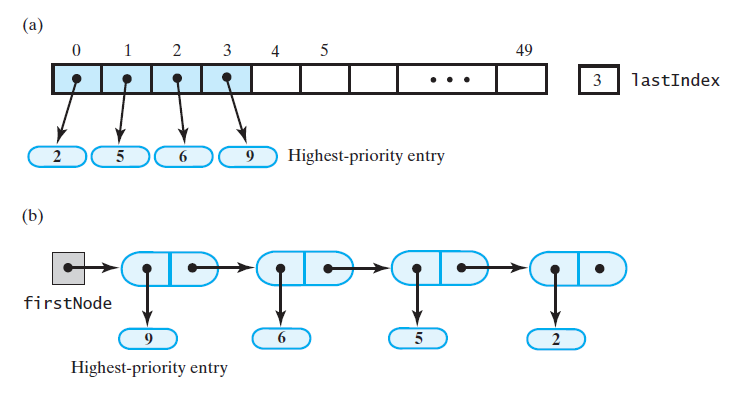 (a)
0 1 2 3 4 5 49
• • •
3 lastIndex
2 5 6 9 Highest-priority entry
(b)
firstNode
9 6 5 2
Highest-priority entry